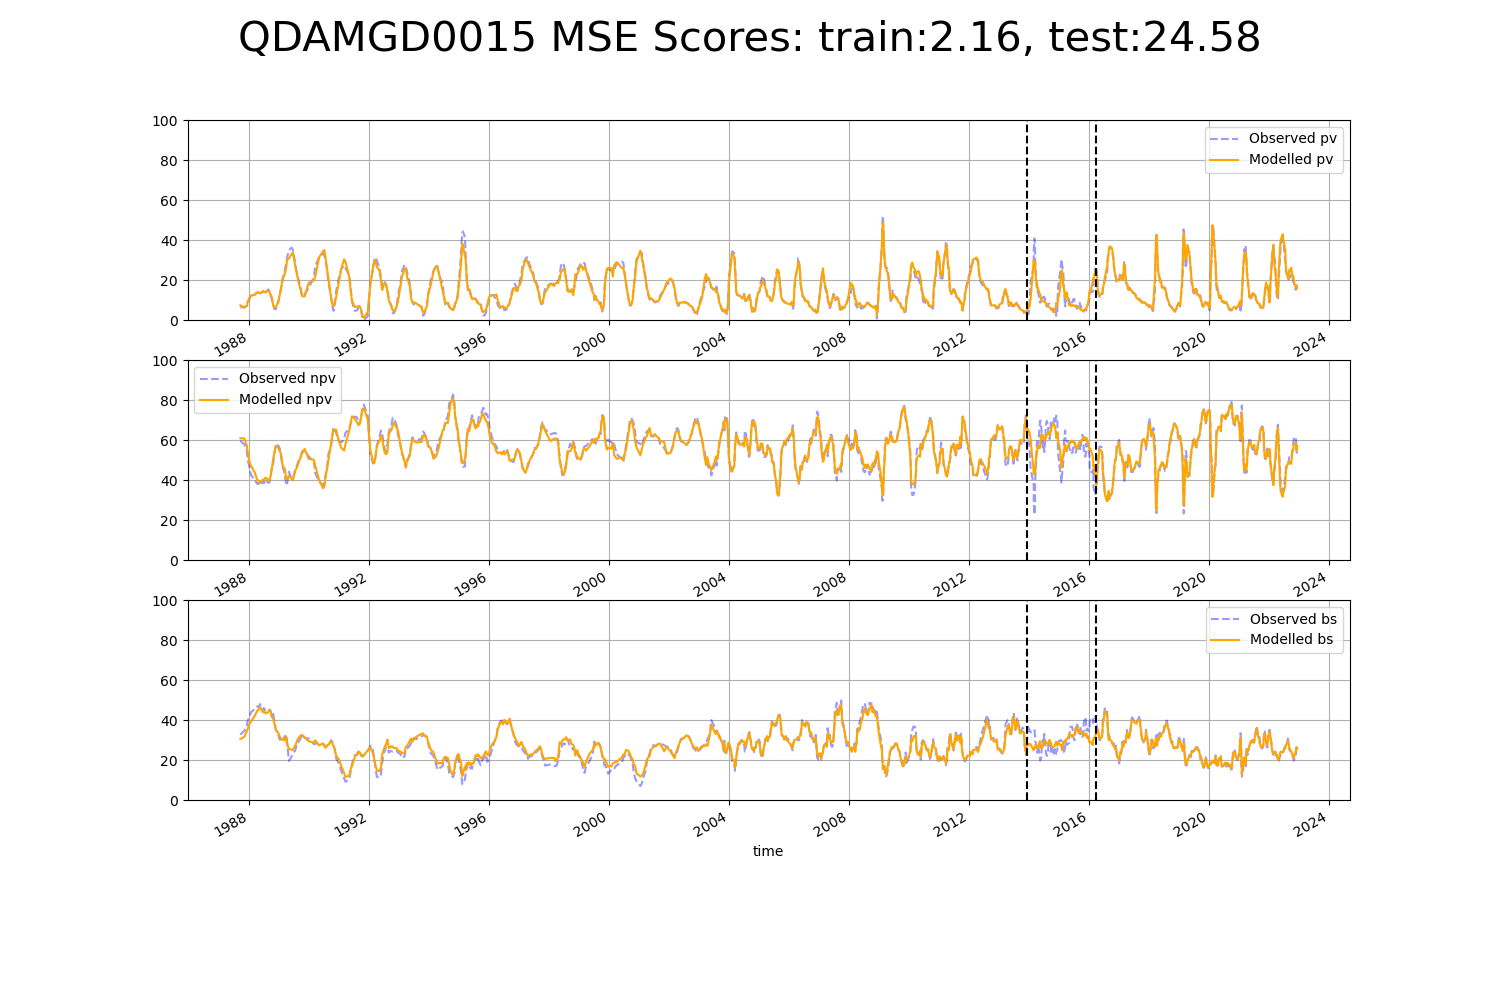 QDAMGD0015 MSE Scores: train:2.16, test:24.58
100
80
60
40
20
0
Observed pv
Modelled pv
1988 1992 1996 2000 2004 2008 2012 2016 2020 2024
100
80
60
40
20
0
Observed npv
Modelled npv
1988 1992 1996 2000 2004 2008 2012 2016 2020 2024
100
80
60
40
20
0
Observed bs
Modelled bs
1988 1992 1996 2000 2004 2008 2012 2016 2020 2024
time